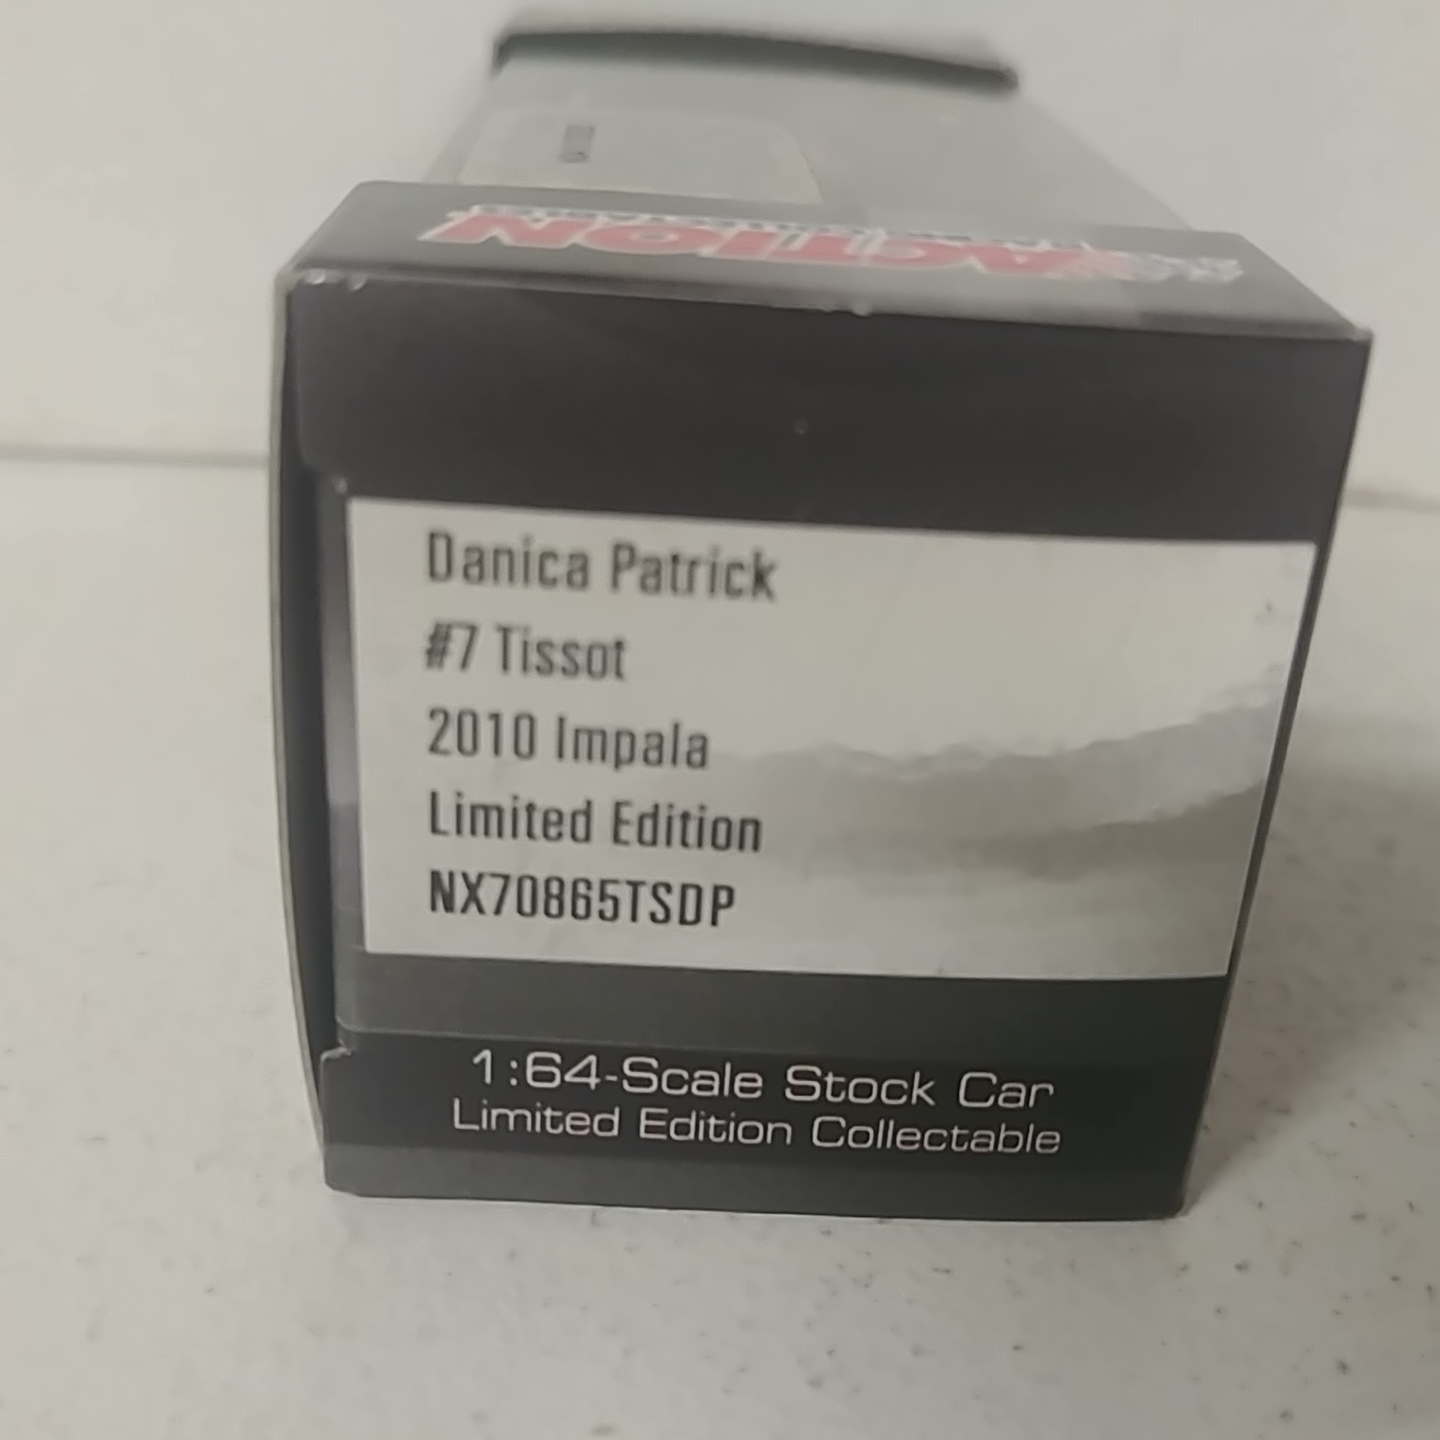 ACTION
Danica Patrick
#7 Tissot
2010 Impala
Limited Edition
NX70865TSDP
1:64-Scale Stock Car
Limited Edition Collectable